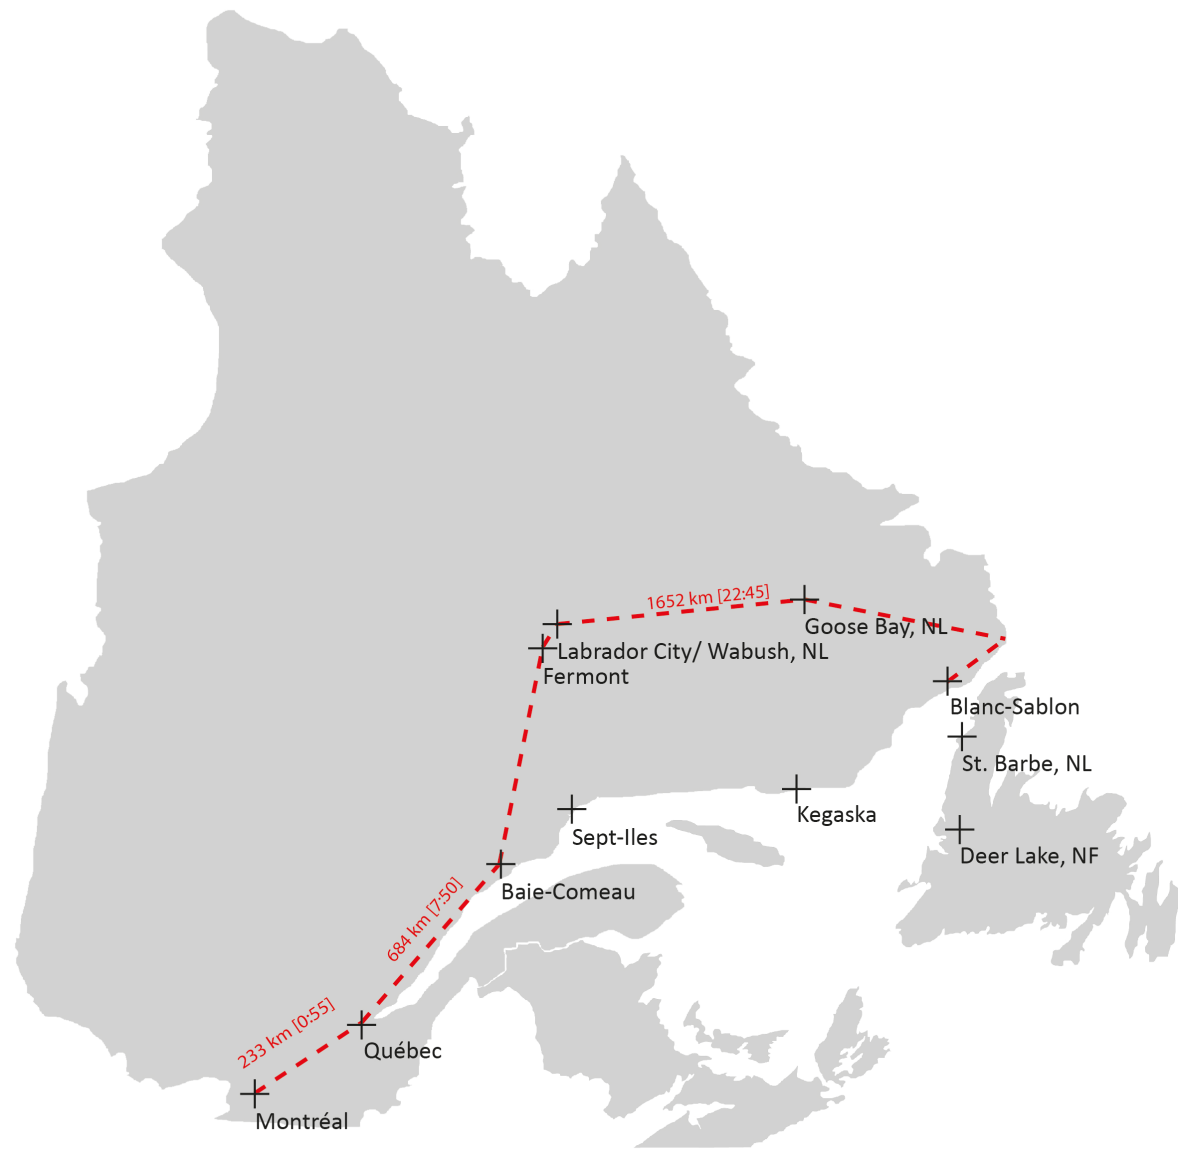 1652 km [22:45]
Goose Bay, NL
Labrador City/ Wabush, NL
Fermont
Blanc-Sablon
St. Barbe, NL
Kegaska
Sept-Iles
Deer Lake, NF
Baie-Comeau
684 km [7:50]
233 km [0:55]
Québec
Montréal